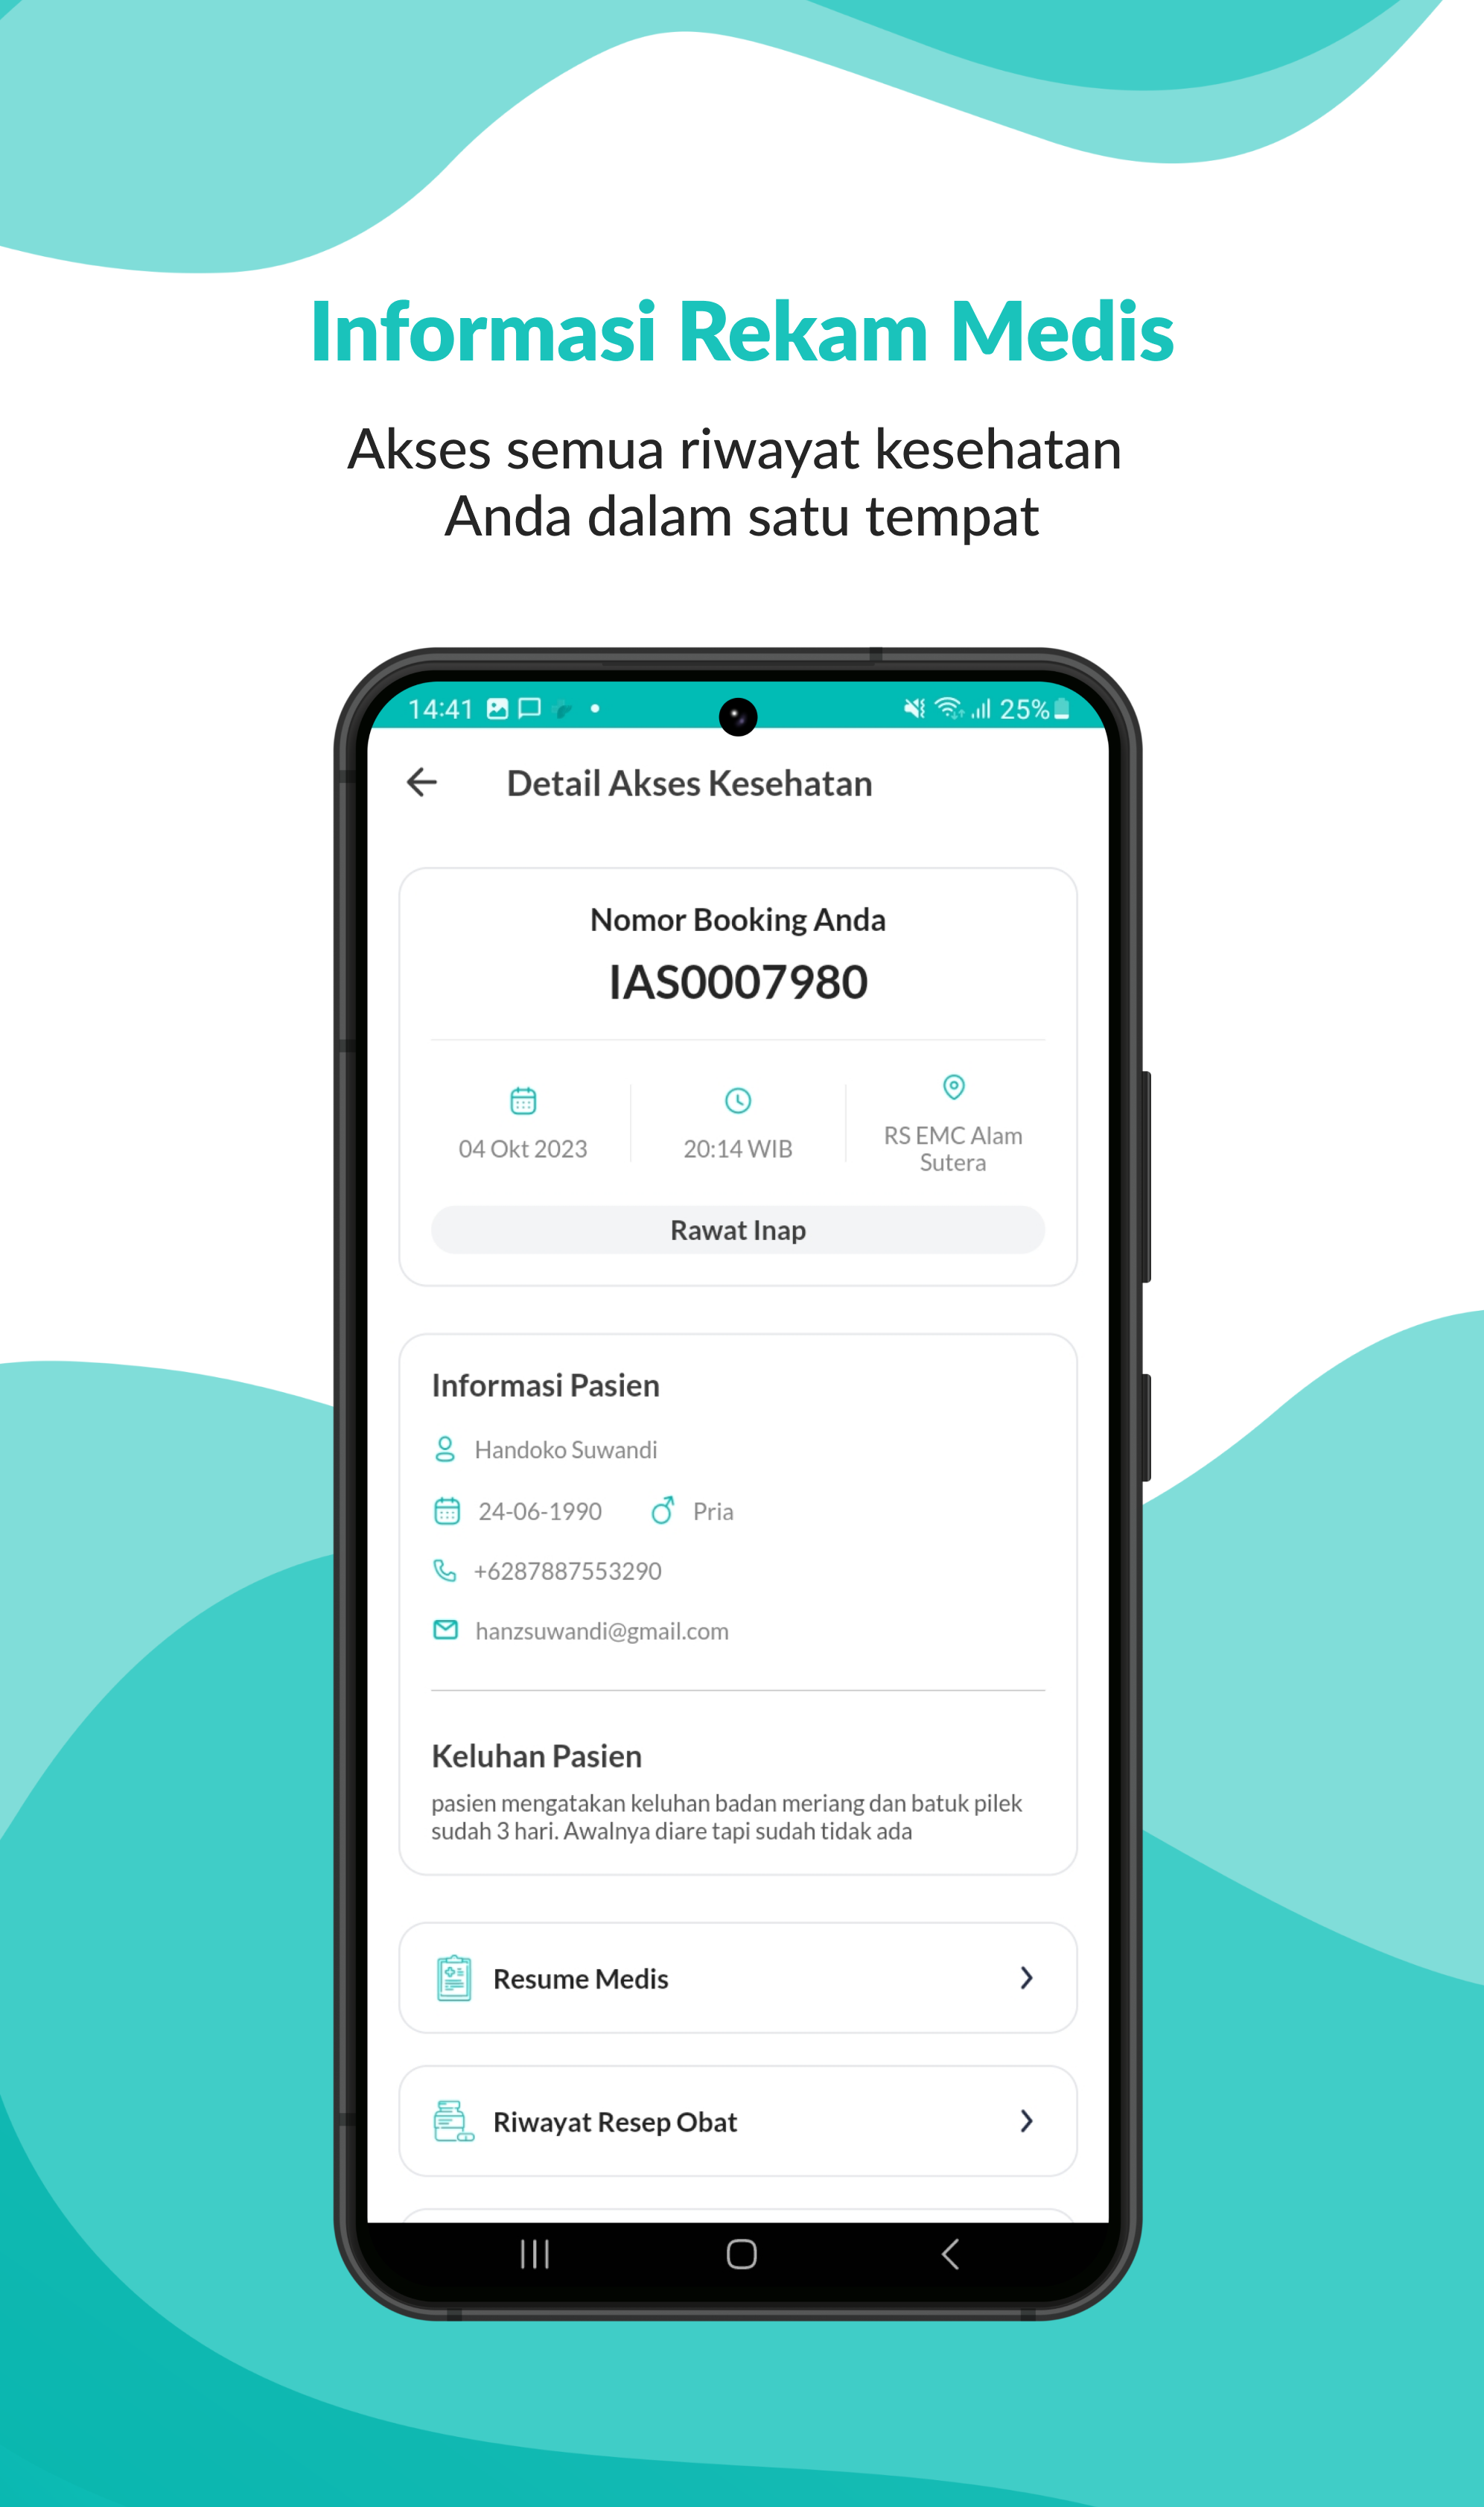 Informasi Rekam Medis
Akses semua riwayat kesehatan
Anda dalam satu tempat
14:41
25%
Detail Akses Kesehatan
Nomor Booking Anda
IAS0007980
04 Okt 2023
20:14 WIB
RS EMC Alam
Sutera
Rawat Inap
Informasi Pasien
Handoko Suwandi
24-06-1990
Pria
+6287887553290
hanzsuwandi@gmail.com
Keluhan Pasien
pasien mengatakan keluhan badan meriang dan batuk pilek
sudah 3 hari. Awalnya diare tapi sudah tidak ada
Resume Medis
Riwayat Resep Obat